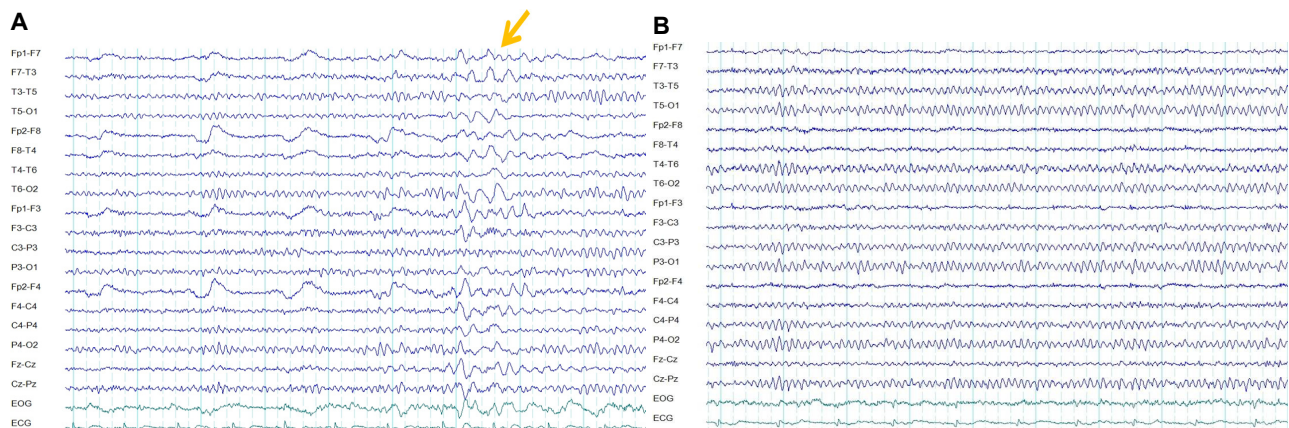 A
Fp1-F7
F7-T3
T3-T5
T5-O1
Fp2-F8
F8-T4
T4-T6
T6-O2
Fp1-F3
F3-C3
C3-P3
P3-O1
Fp2-F4
F4-C4
C4-P4
P4-O2
Fz-Cz
Cz-Pz
EOG
ECG
B
Fp1-F7
F7-T3
T3-T5
T5-O1
Fp2-F8
F8-T4
T4-T6
T6-O2
Fp1-F3
F3-C3
C3-P3
P3-O1
Fp2-F4
F4-C4
C4-P4
P4-O2
Fz-Cz
Cz-Pz
EOG
ECG